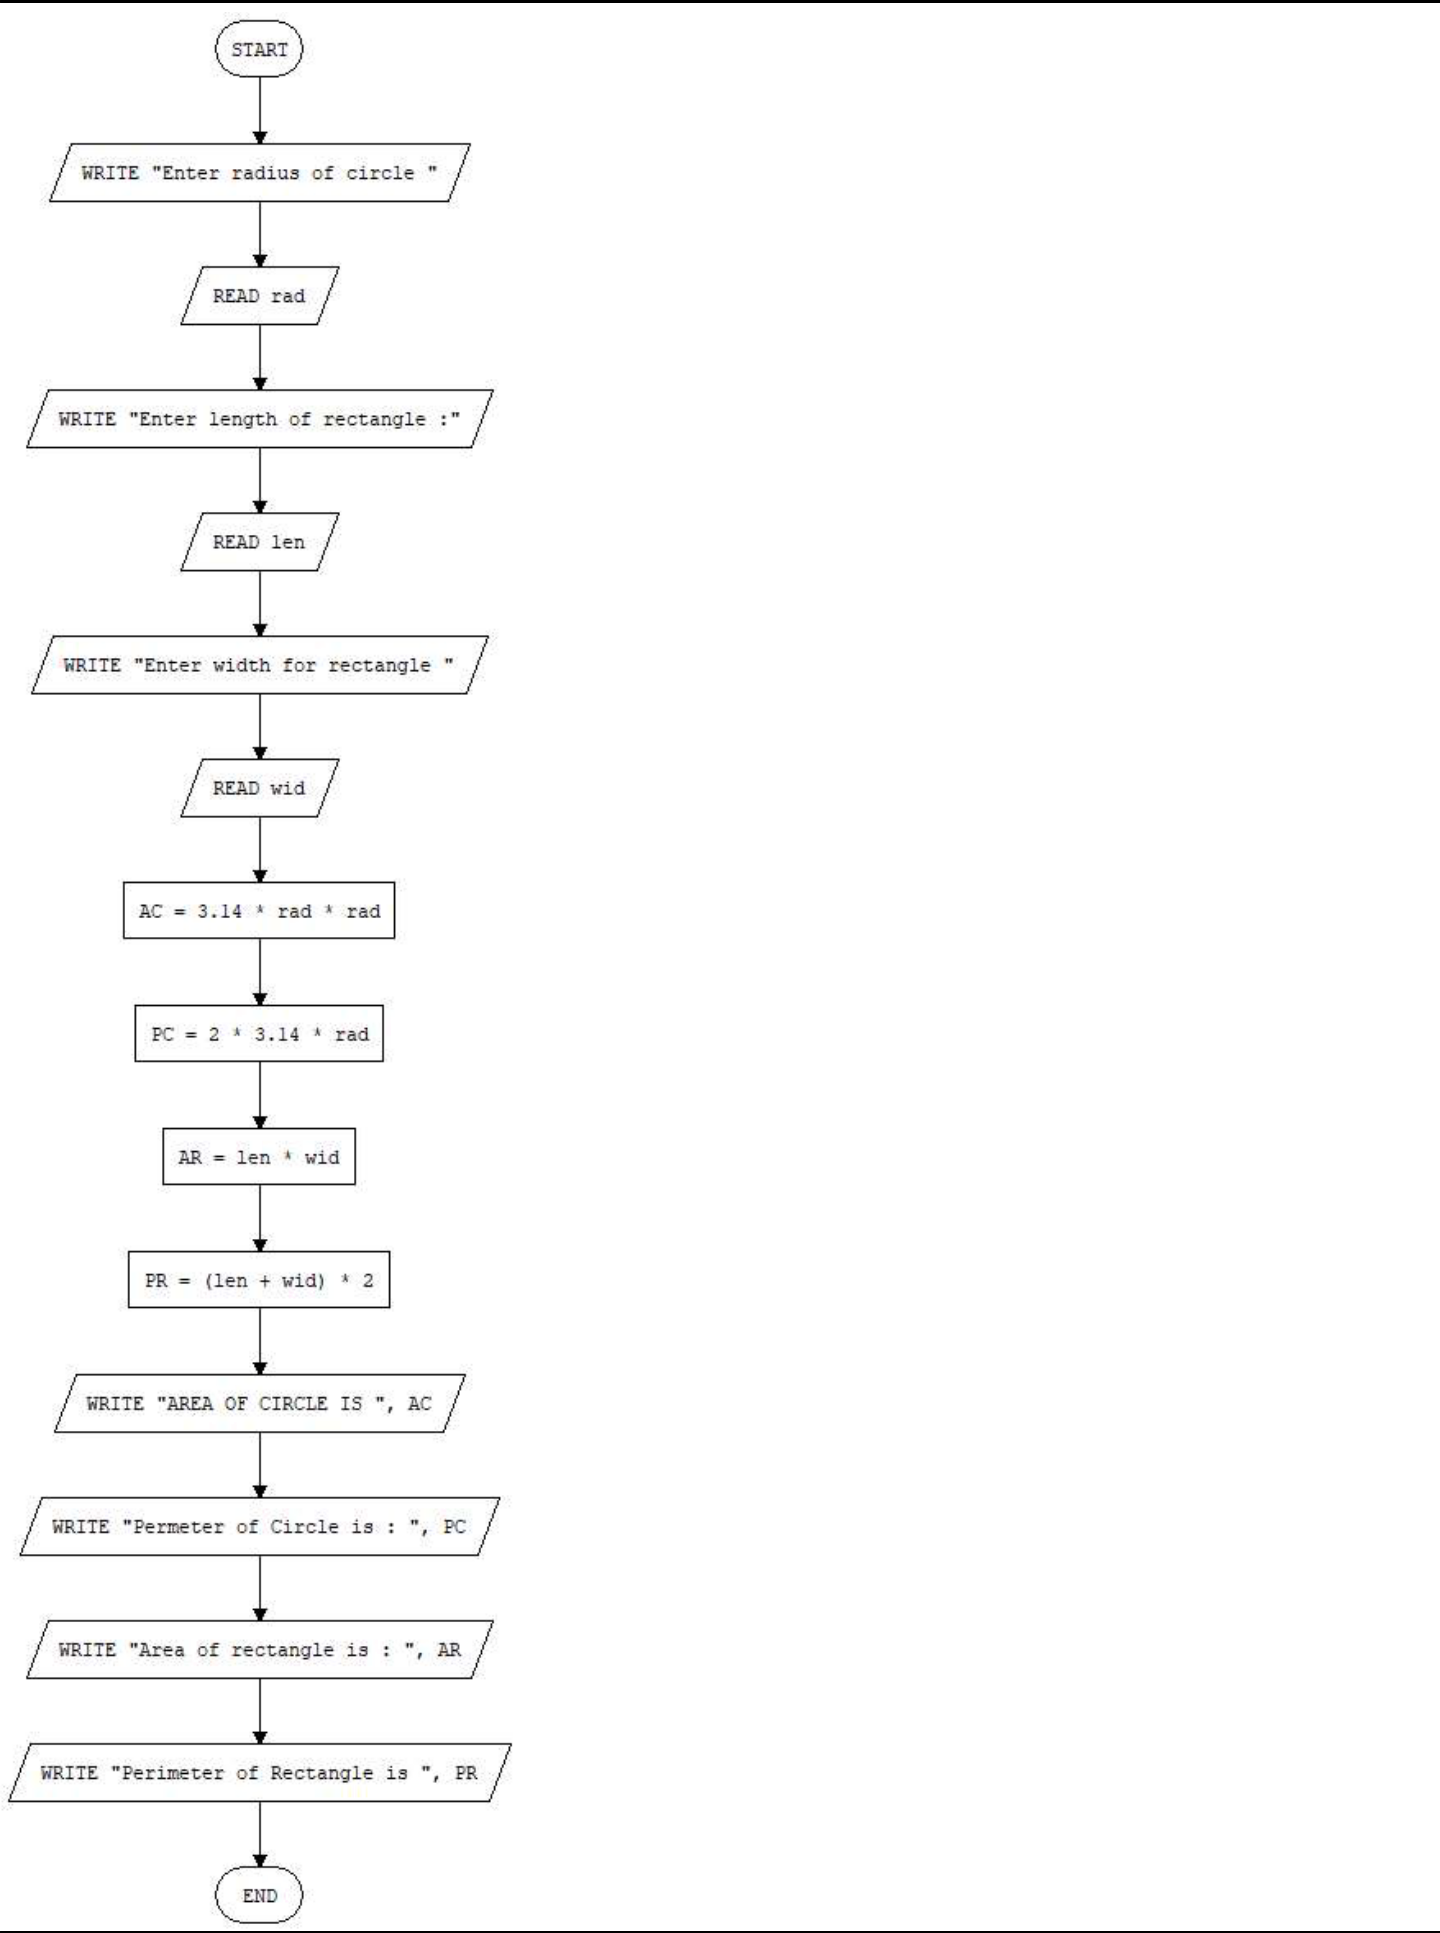 START
WRITE "Enter radius of circle "
READ rad
WRITE "Enter length of rectangle :"
READ len
WRITE "Enter width for rectangle "
READ wid
AC = 3.14 * rad * rad
PC = 2 * 3.14 * rad
AR = len * wid
PR = (len + wid) * 2
WRITE "AREA OF CIRCLE IS ", AC
WRITE "Permeter of Circle is : ", PC
WRITE "Area of rectangle is : ", AR
WRITE "Perimeter of Rectangle is ", PR
END